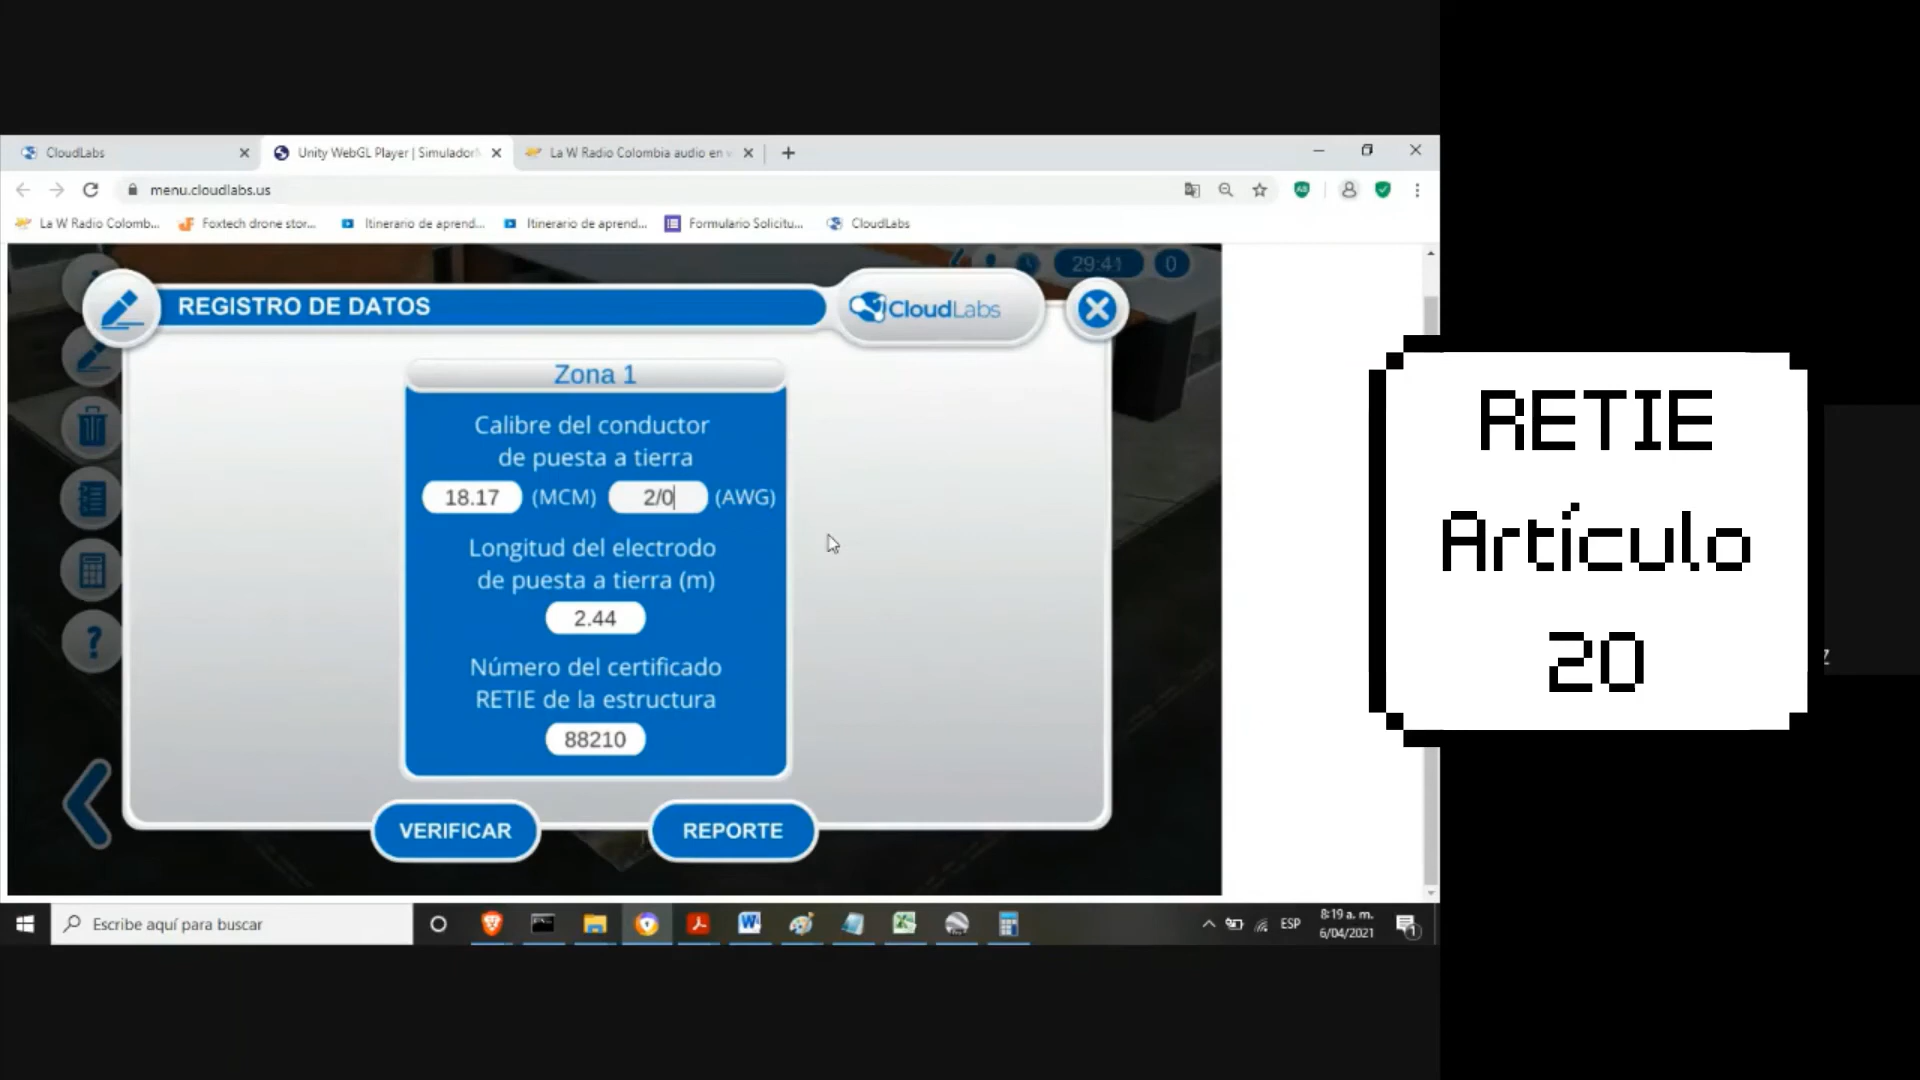 CloudLabs
Unity WebGL Player | Simulador
La W Radio Colombia audio en v
menu.cloudlabs.us
La W Radio Colomb...
Foxtech drone stor...
Itinerario de aprend...
Itinerario de aprend...
Formulario Solicitu...
CloudLabs
29:41
0
REGISTRO DE DATOS
CloudLabs
Zona 1
Calibre del conductor
de puesta a tierra
18.17 (MCM) 2/0 (AWG)
Longitud del electrodo
de puesta a tierra (m)
2.44
Número del certificado
RETIE de la estructura
88210
VERIFICAR
REPORTE
RETIE
Artículo
20
z
Escribe aquí para buscar
ESP
8:19 a. m.
6/04/2021
1